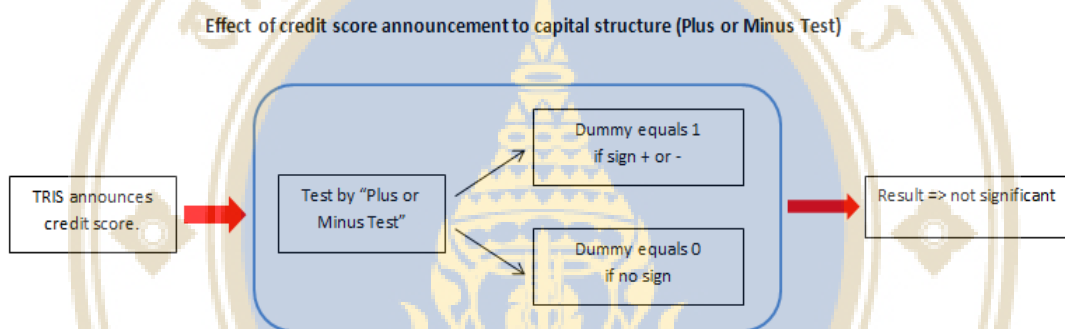 Effect of credit score announcement to capital structure (Plus or Minus Test)
TRIS announces
credit score.
Test by “Plus or
Minus Test”
Dummy equals 1
if sign + or -
Dummy equals 0
if no sign
Result => not significant